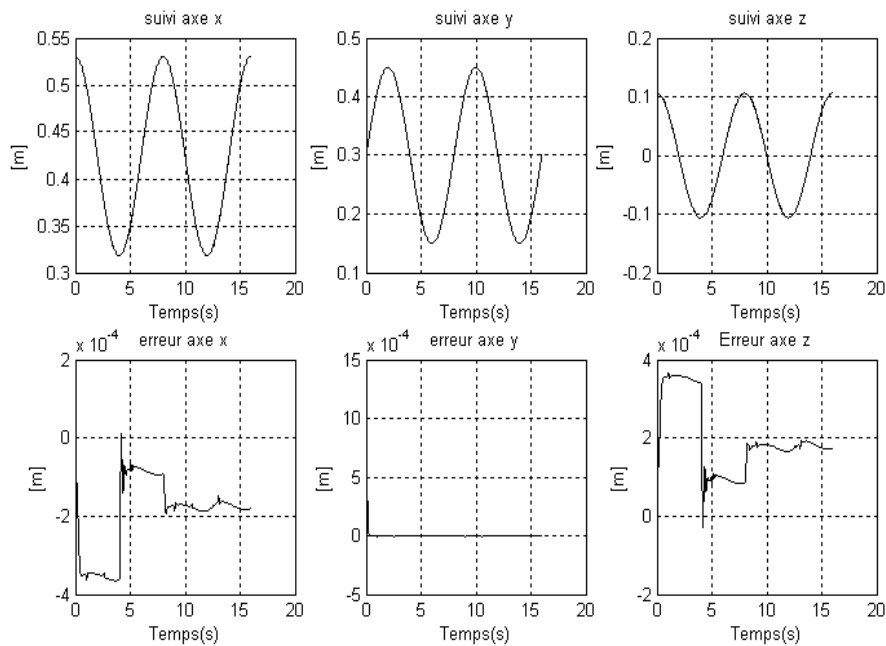 suivi axe x
suivi axe y
suivi axe z
0.55
0.5
0.45
0.4
0.35
0.3
[m]
0 5 10 15 20
Temps(s)
0.5
0.4
0.3
0.2
0.1
[m]
0 5 10 15 20
Temps(s)
0.2
0.1
0
-0.1
-0.2
[m]
0 5 10 15 20
Temps(s)
x 10⁻⁴
erreur axe x
2
0
-2
-4
[m]
0 5 10 15 20
Temps(s)
x 10⁻⁴
erreur axe y
15
10
5
0
-5
[m]
0 5 10 15 20
Temps(s)
x 10⁻⁴
Erreur axe z
4
2
0
-2
[m]
0 5 10 15 20
Temps(s)